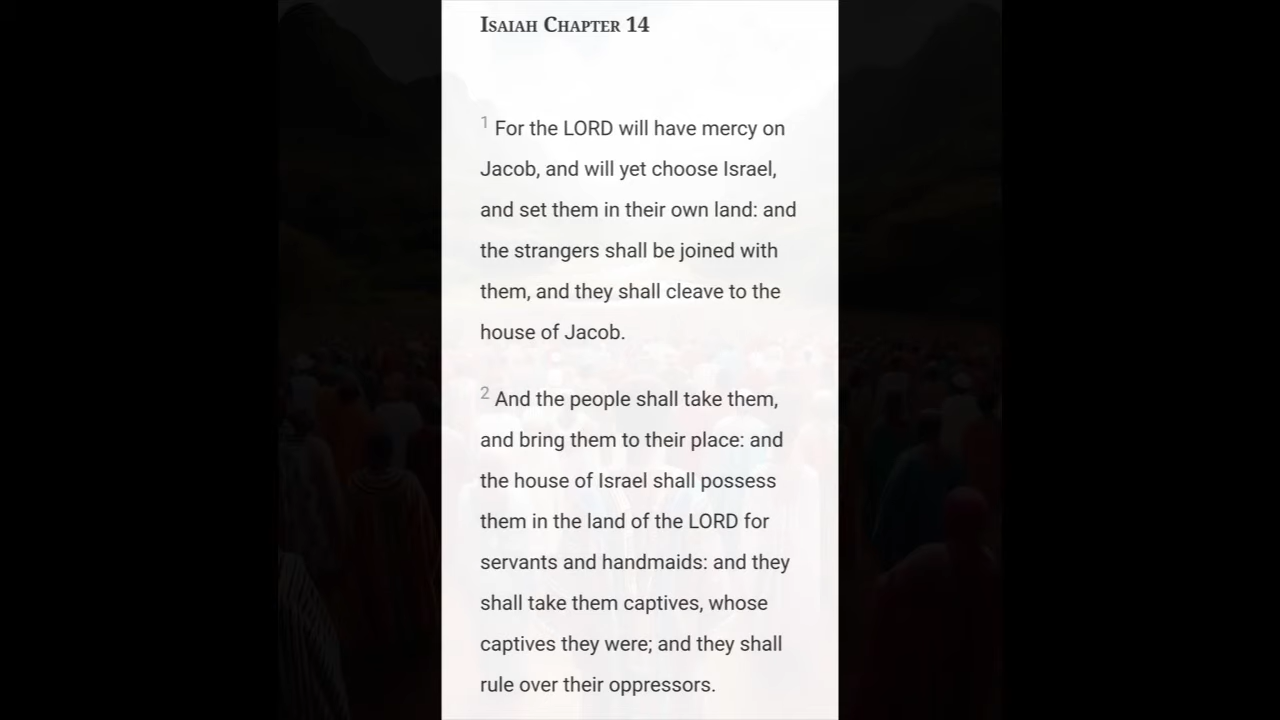 Isaiah Chapter 14
1 For the LORD will have mercy on
Jacob, and will yet choose Israel,
and set them in their own land: and
the strangers shall be joined with
them, and they shall cleave to the
house of Jacob.
2 And the people shall take them,
and bring them to their place: and
the house of Israel shall possess
them in the land of the LORD for
servants and handmaids: and they
shall take them captives, whose
captives they were; and they shall
rule over their oppressors.